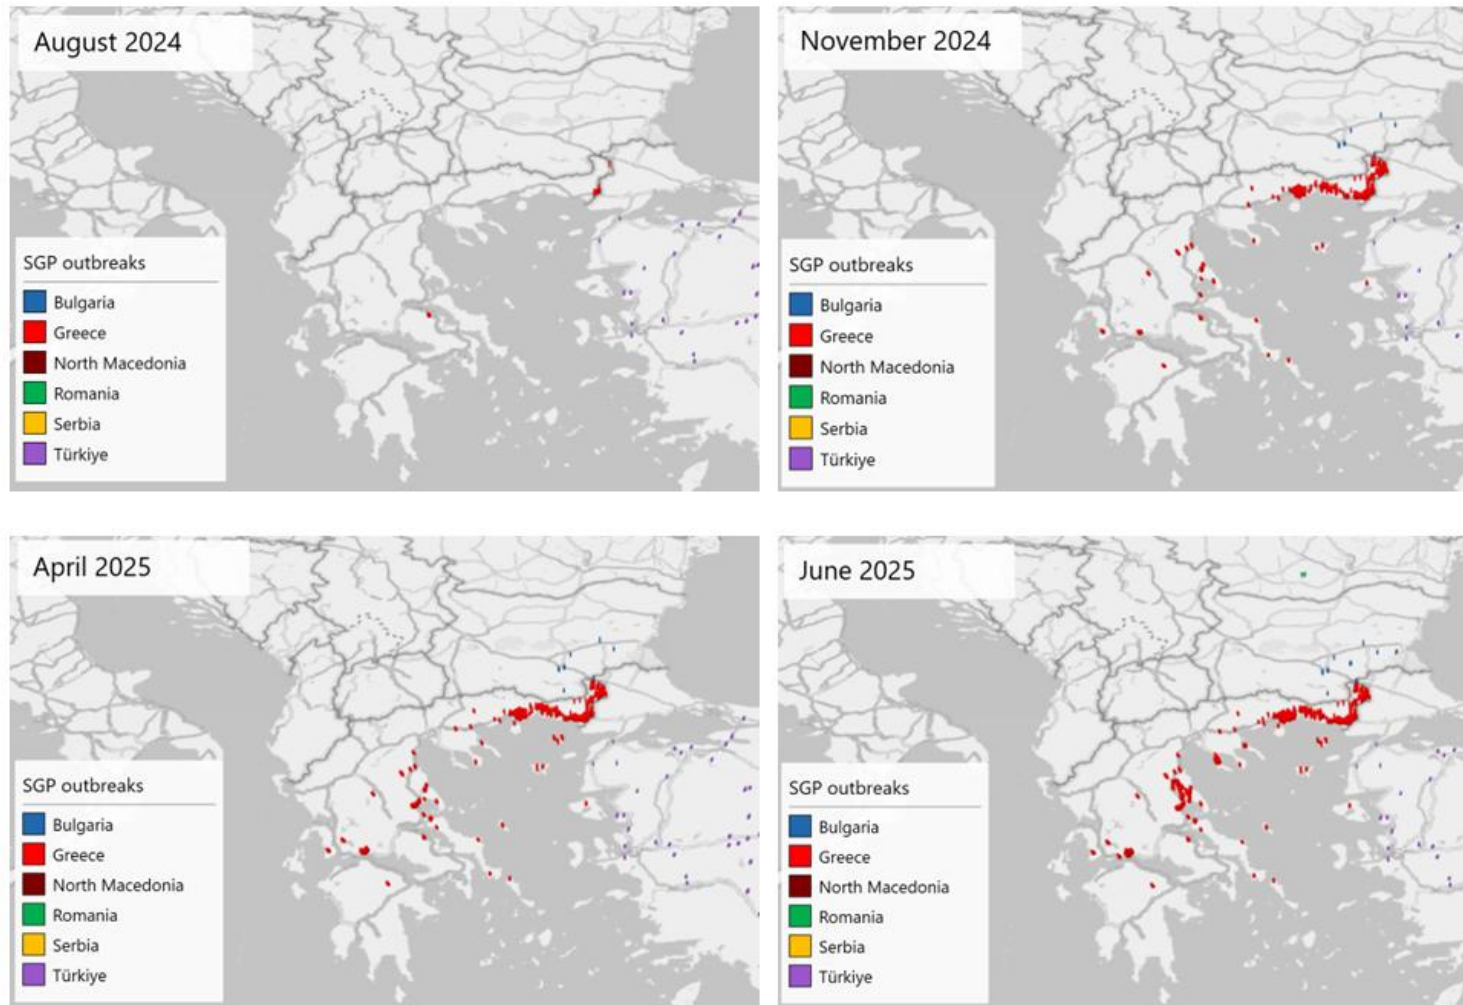 August 2024
SGP outbreaks
Bulgaria
Greece
North Macedonia
Romania
Serbia
Türkiye
November 2024
SGP outbreaks
Bulgaria
Greece
North Macedonia
Romania
Serbia
Türkiye
April 2025
SGP outbreaks
Bulgaria
Greece
North Macedonia
Romania
Serbia
Türkiye
June 2025
SGP outbreaks
Bulgaria
Greece
North Macedonia
Romania
Serbia
Türkiye